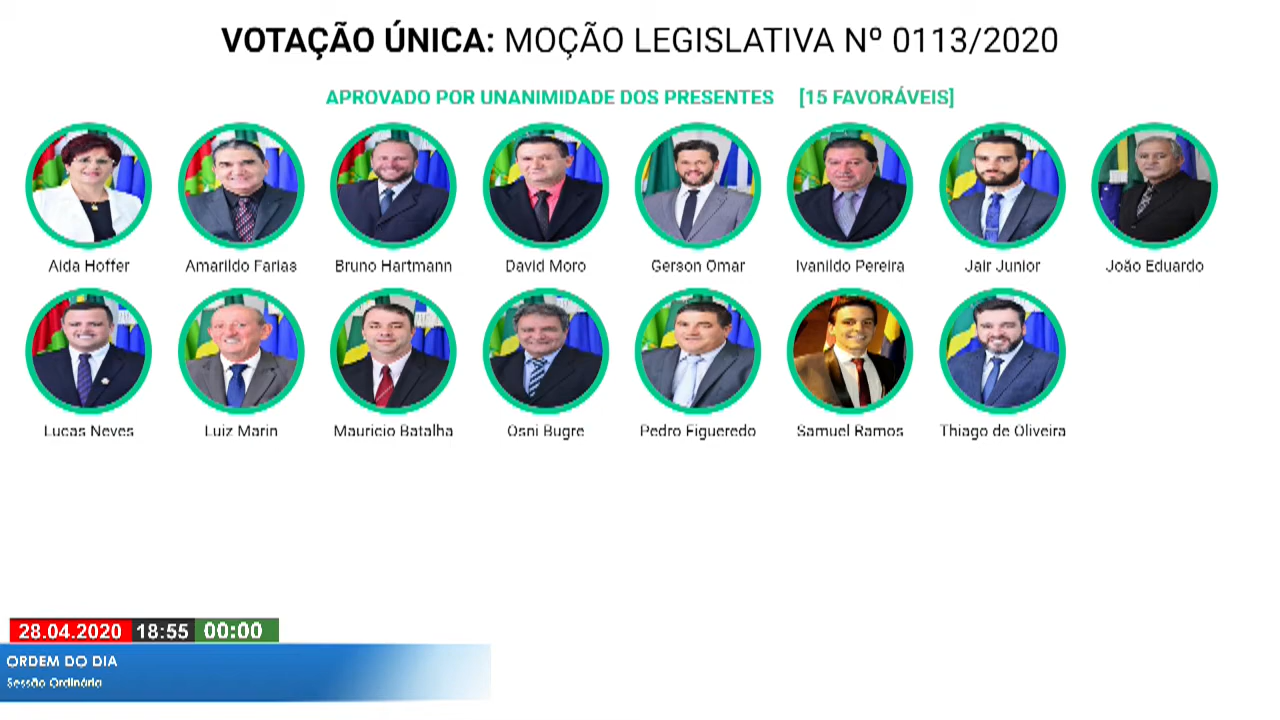 VOTAÇÃO ÚNICA: MOÇÃO LEGISLATIVA Nº 0113/2020
APROVADO POR UNANIMIDADE DOS PRESENTES [15 FAVORÁVEIS]
Aida Hoffer Amarildo Farias Bruno Hartmann David Moro Gerson Omar Ivanildo Pereira Jair Junior João Eduardo
Lucas Neves Luiz Marin Mauricio Batalha Osni Bugre Pedro Figueredo Samuel Ramos Thiago de Oliveira
28.04.2020 18:55 00:00
ORDEM DO DIA
Sessão Ordinária